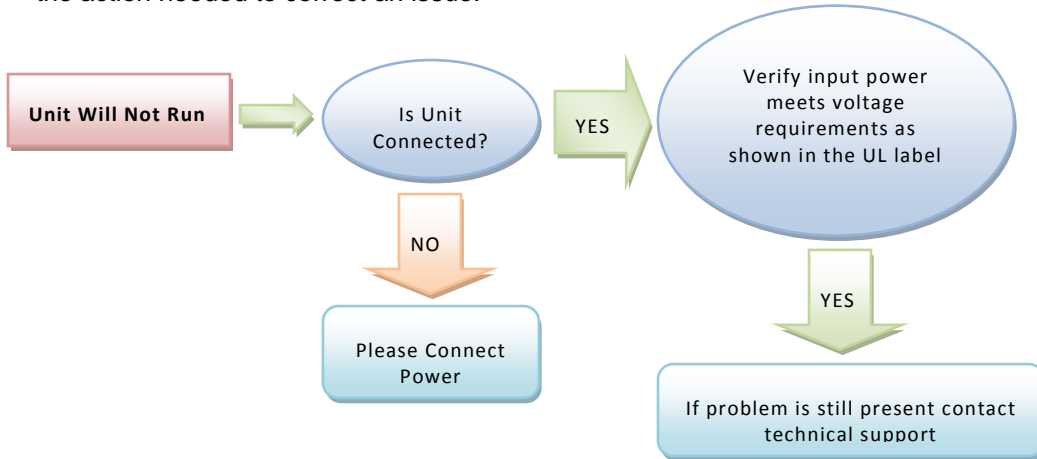 the action needed to correct an issue.
Unit Will Not Run
Is Unit
Connected?
YES
Verify input power
meets voltage
requirements as
shown in the UL label
NO
YES
Please Connect
Power
If problem is still present contact
technical support